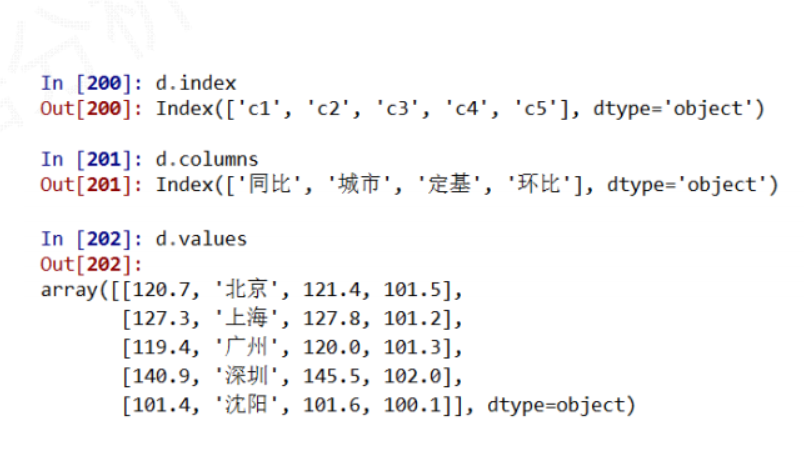 In [200]: d.index
Out[200]: Index(['c1', 'c2', 'c3', 'c4', 'c5'], dtype='object')
In [201]: d.columns
Out[201]: Index(['同比', '城市', '定基', '环比'], dtype='object')
In [202]: d.values
Out[202]:
array([[120.7, '北京', 121.4, 101.5],
[127.3, '上海', 127.8, 101.2],
[119.4, '广州', 120.0, 101.3],
[140.9, '深圳', 145.5, 102.0],
[101.4, '沈阳', 101.6, 100.1]], dtype=object)